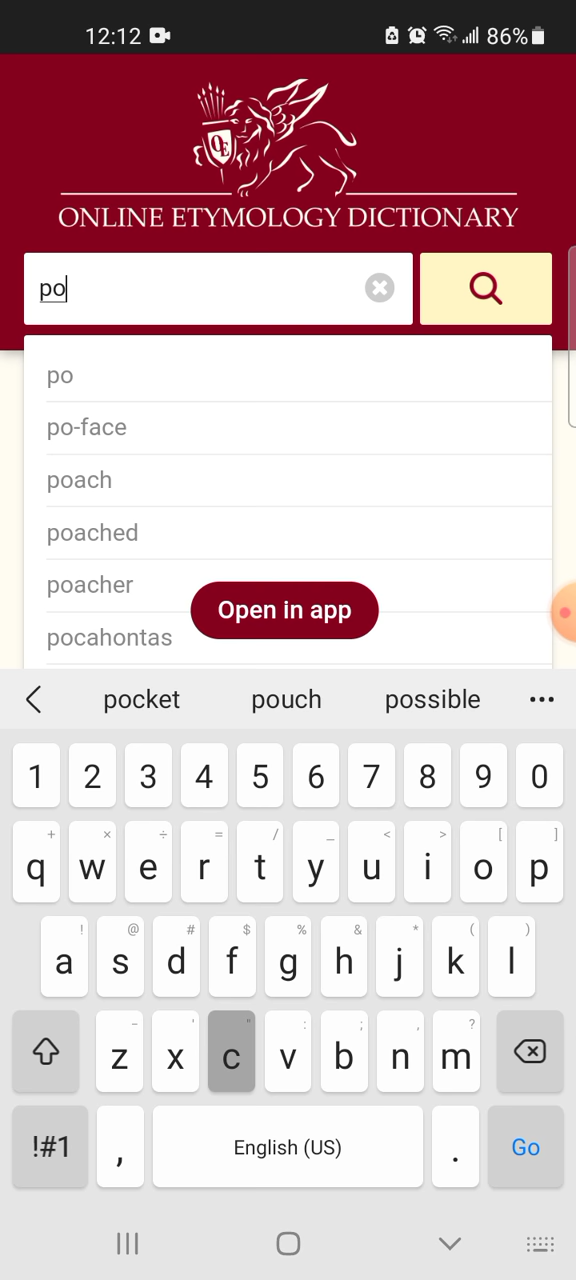 12:12
86%
OE
ONLINE ETYMOLOGY DICTIONARY
po
po
po-face
poach
poached
poacher
Open in app
pocahontas
pocket pouch possible
1 2 3 4 5 6 7 8 9 0
+ × ÷ = / _ < > [ ]
q w e r t y u i o p
! @ # $ % & * ( )
a s d f g h j k l
- ' " : ; , ?
z x c v b n m
!#1 , English (US) . Go